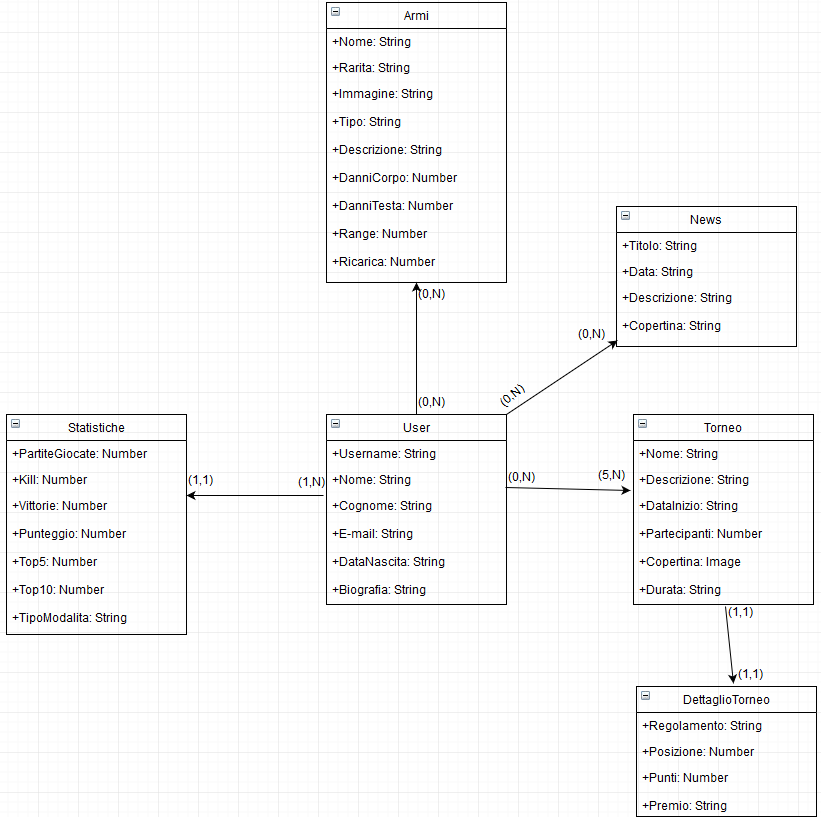 Armi
+Nome: String
+Rarita: String
+Immagine: String
+Tipo: String
+Descrizione: String
+DanniCorpo: Number
+DanniTesta: Number
+Range: Number
+Ricarica: Number
(0,N)
(0,N)
News
+Titolo: String
+Data: String
+Descrizione: String
+Copertina: String
(0,N)
(0,N)
Statistiche
+PartiteGiocate: Number
+Kill: Number
+Vittorie: Number
+Punteggio: Number
+Top5: Number
+Top10: Number
+TipoModalita: String
(1,1)
(1,N)
User
+Username: String
+Nome: String
+Cognome: String
+E-mail: String
+DataNascita: String
+Biografia: String
(0,N)
(5,N)
Torneo
+Nome: String
+Descrizione: String
+DataInizio: String
+Partecipanti: Number
+Copertina: Image
+Durata: String
(1,1)
(1,1)
DettaglioTorneo
+Regolamento: String
+Posizione: Number
+Punti: Number
+Premio: String